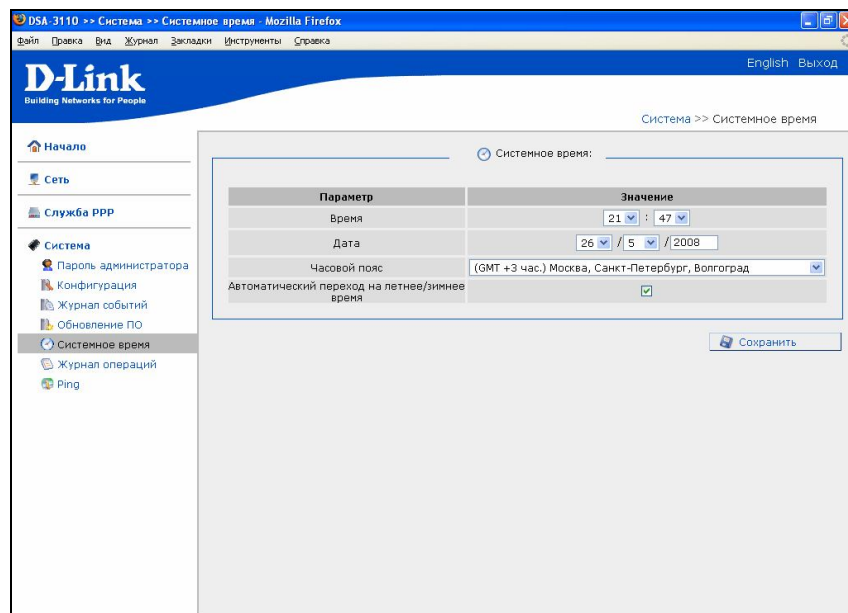 DSA-3110 >> Система >> Системное время - Mozilla Firefox
Файл Правка Вид Журнал Закладки Инструменты Справка
D-Link
Building Networks for People
English Выход
Система >> Системное время
Начало
Сеть
Служба PPP
Система
Пароль администратора
Конфигурация
Журнал событий
Обновление ПО
Системное время
Журнал операций
Ping
Системное время:
Параметр Значение
Время 21 : 47
Дата 26 / 5 / 2008
Часовой пояс (GMT +3 час.) Москва, Санкт-Петербург, Волгоград
Автоматический переход на летнее/зимнее
время
Сохранить